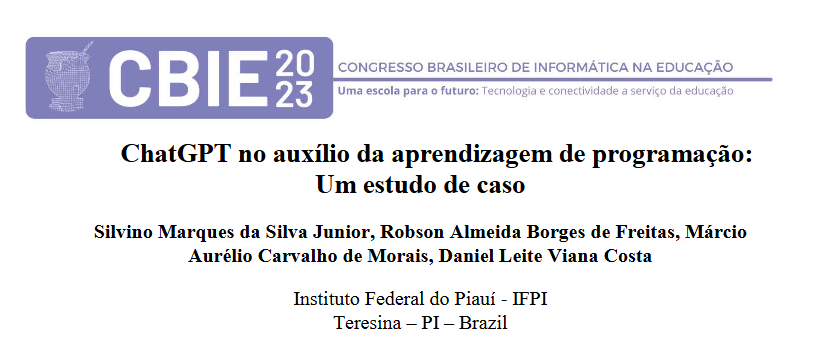 CBIE 20
23
CONGRESSO BRASILEIRO DE INFORMÁTICA NA EDUCAÇÃO
Uma escola para o futuro: Tecnologia e conectividade a serviço da educação
ChatGPT no auxílio da aprendizagem de programação:
Um estudo de caso
Silvino Marques da Silva Junior, Robson Almeida Borges de Freitas, Márcio
Aurélio Carvalho de Morais, Daniel Leite Viana Costa
Instituto Federal do Piauí - IFPI
Teresina – PI – Brazil